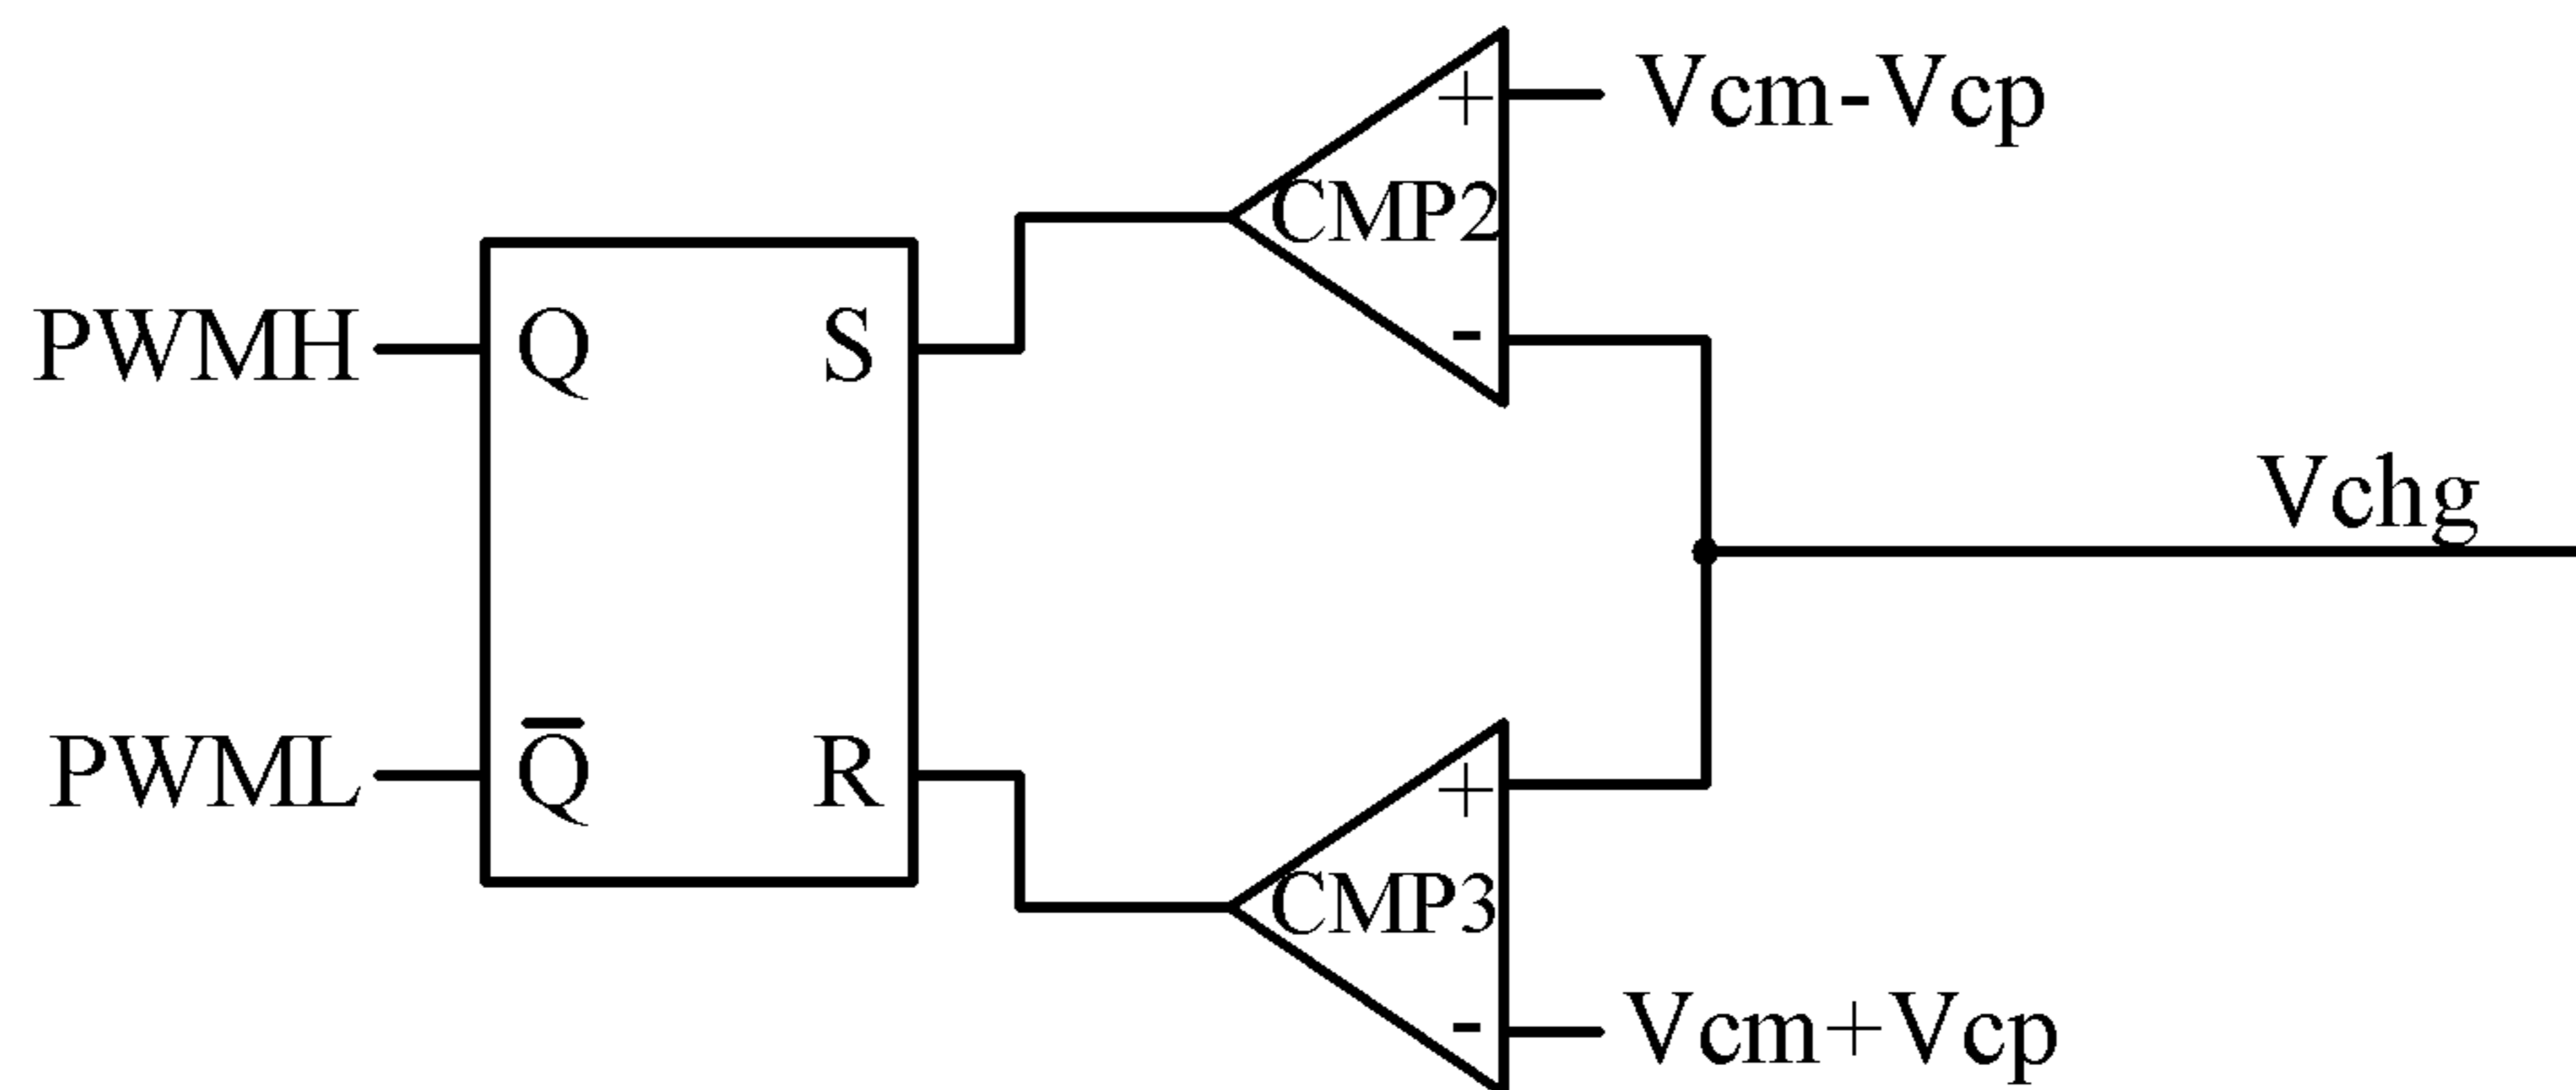 +
Vcm-Vcp
CMP2
-
PWMH
Q
S
Vchg
PWML
Q̅
R
+
CMP3
-
Vcm+Vcp